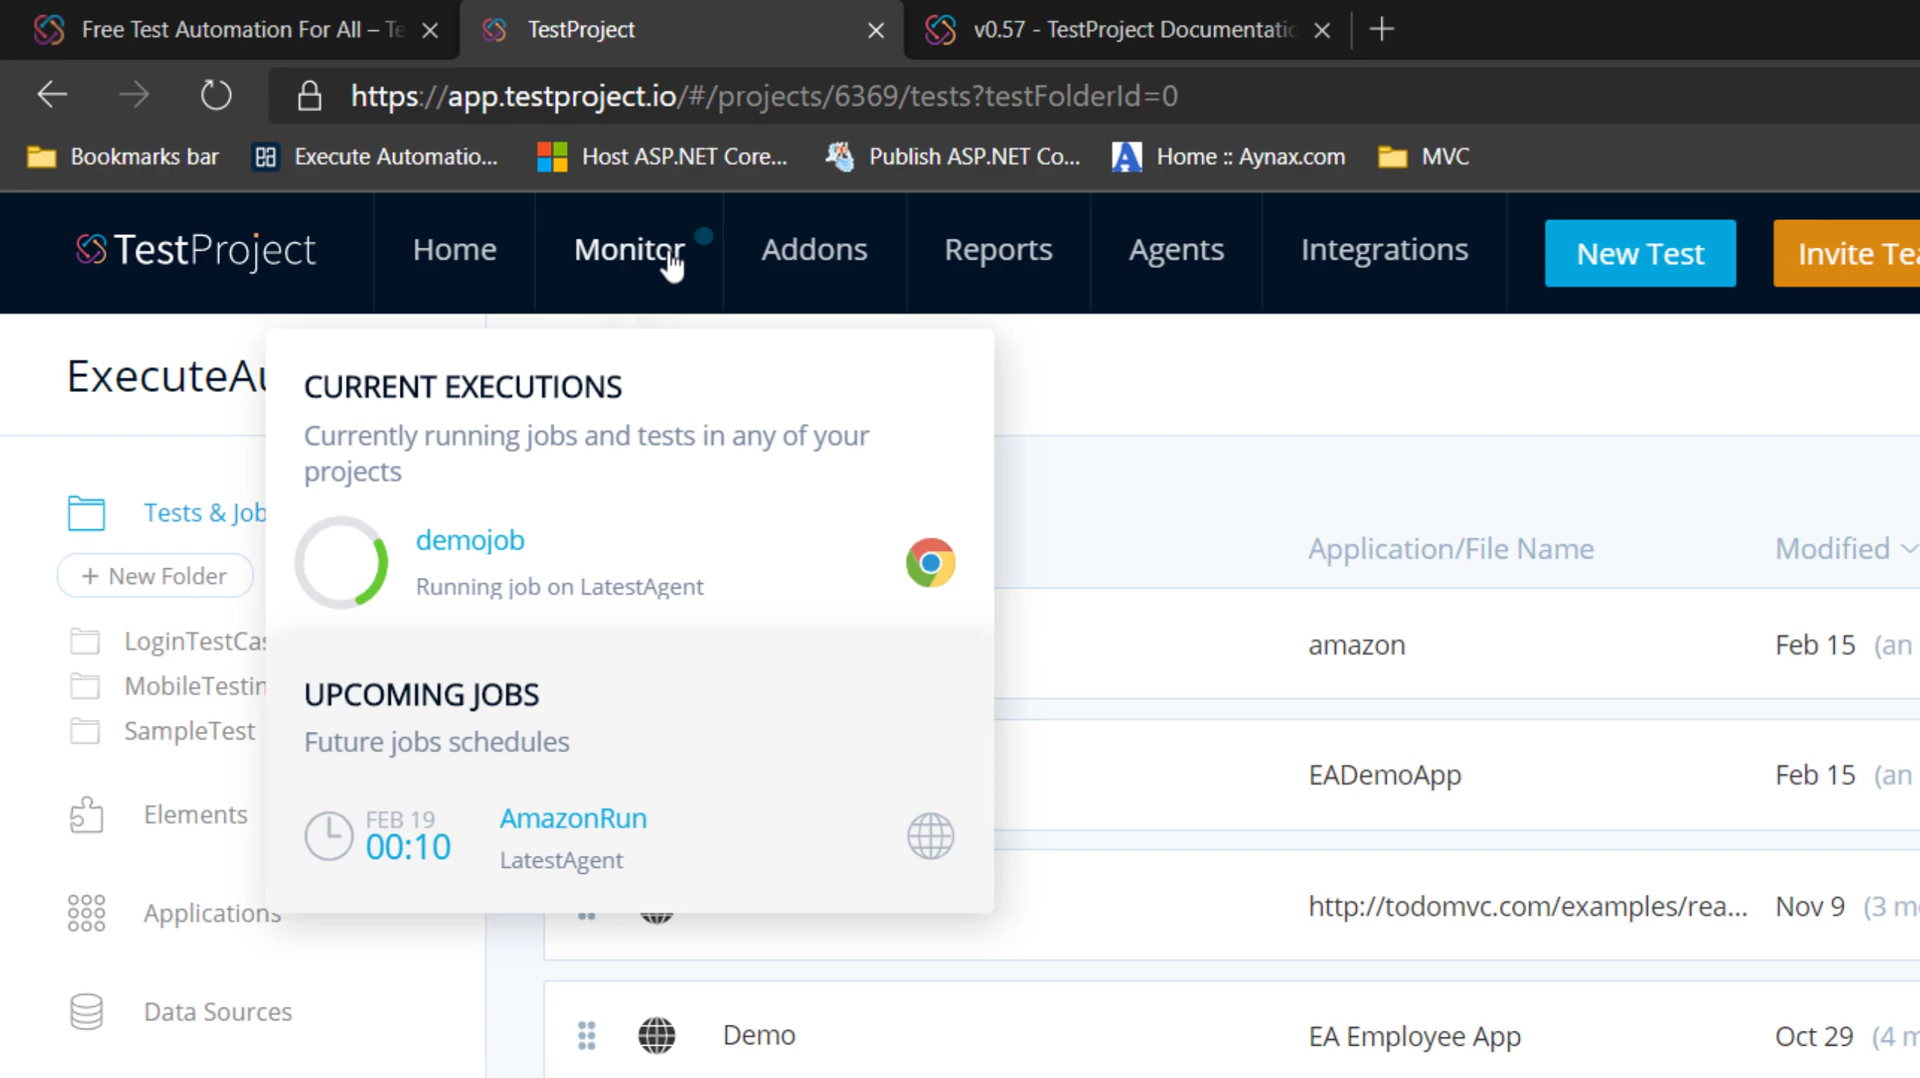 Free Test Automation For All – Te
TestProject
v0.57 - TestProject Documentatic
https://app.testproject.io/#/projects/6369/tests?testFolderId=0
Bookmarks bar
Execute Automatio...
Host ASP.NET Core...
Publish ASP.NET Co...
Home :: Aynax.com
MVC
TestProject
Home
Monitor
Addons
Reports
Agents
Integrations
New Test
Invite Tea
ExecuteAu
CURRENT EXECUTIONS
Currently running jobs and tests in any of your
projects
demojob
Running job on LatestAgent
UPCOMING JOBS
Future jobs schedules
FEB 19
00:10
AmazonRun
LatestAgent
Tests & Job
+ New Folder
LoginTestCas
MobileTestin
SampleTest
Elements
Applications
Data Sources
Application/File Name
Modified
amazon
Feb 15 (an
EADemoApp
Feb 15 (an
http://todomvc.com/examples/rea...
Nov 9 (3 m
Demo
EA Employee App
Oct 29 (4 m